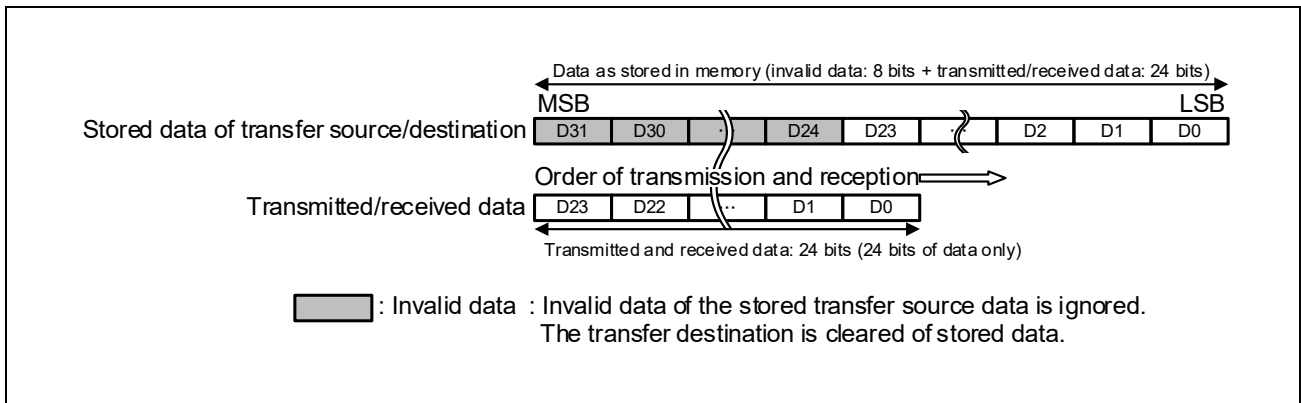 Data as stored in memory (invalid data: 8 bits + transmitted/received data: 24 bits)
MSB LSB
Stored data of transfer source/destination D31 D30 ... D24 D23 ... D2 D1 D0
Order of transmission and reception
Transmitted/received data D23 D22 ... D1 D0
Transmitted and received data: 24 bits (24 bits of data only)
: Invalid data : Invalid data of the stored transfer source data is ignored.
The transfer destination is cleared of stored data.